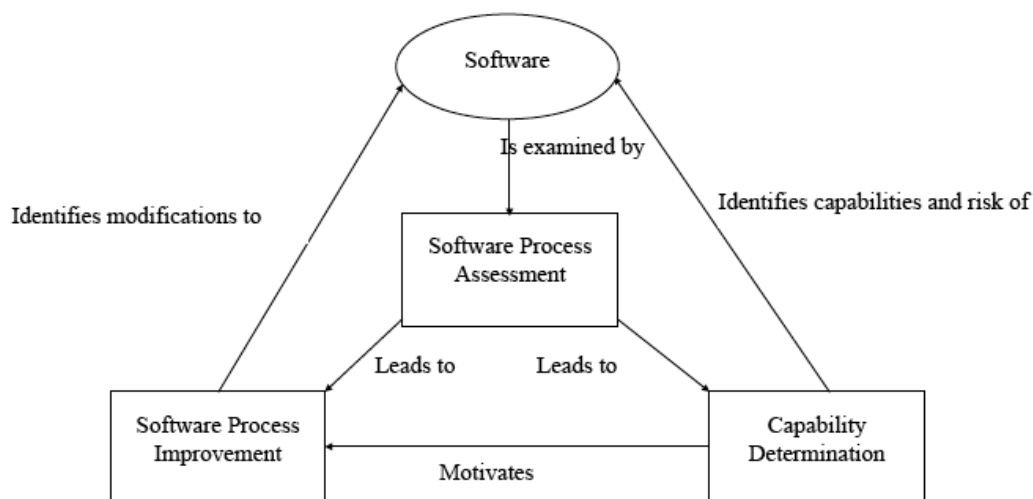 Software
Is examined by
Identifies modifications to
Identifies capabilities and risk of
Software Process
Assessment
Leads to
Leads to
Software Process
Improvement
Capability
Determination
Motivates